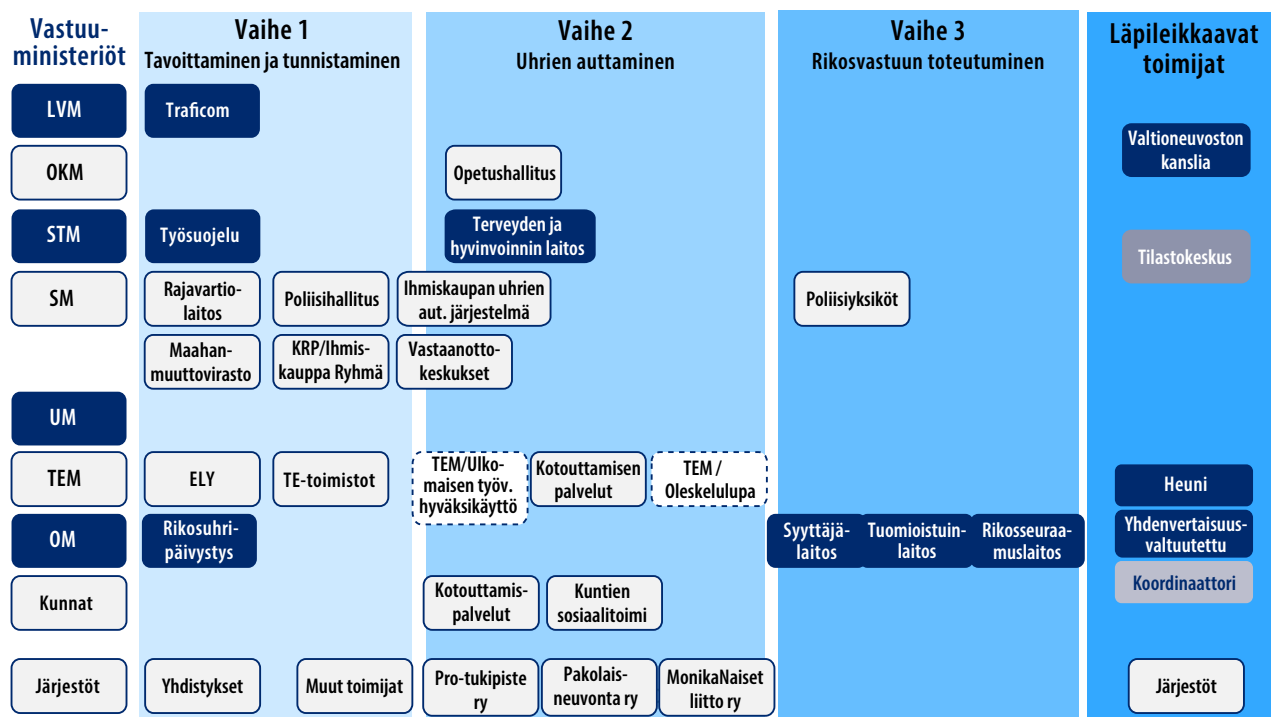 Vastuu-
ministeriöt
Vaihe 1
Tavoittaminen ja tunnistaminen
Vaihe 2
Uhrien auttaminen
Vaihe 3
Rikosvastuun toteutuminen
Läpileikkaavat
toimijat
LVM
Traficom
Valtioneuvoston
kanslia
OKM
Opetushallitus
STM
Työsuojelu
Terveyden ja
hyvinvoinnin laitos
Tilastokeskus
SM
Rajavartio-
laitos
Poliisihallitus
Ihmiskaupan uhrien
aut. järjestelmä
Poliisiyksiköt
Maahan-
muuttovirasto
KRP/Ihmis-
kauppa Ryhmä
Vastaanotto-
keskukset
UM
TEM
ELY
TE-toimistot
TEM/Ulko-
maisen työv.
hyväksikäyttö
Kotouttamisen
palvelut
TEM /
Oleskelulupa
Heuni
OM
Rikosuhri-
päivystys
Syyttäjä-
laitos
Tuomioistuin-
laitos
Rikosseuraa-
muslaitos
Yhdenvertaisuus-
valtuutettu
Kunnat
Kotouttamis-
palvelut
Kuntien
sosiaalitoimi
Koordinaattori
Järjestöt
Yhdistykset
Muut toimijat
Pro-tukipiste
ry
Pakolais-
neuvonta ry
MonikaNaiset
liitto ry
Järjestöt